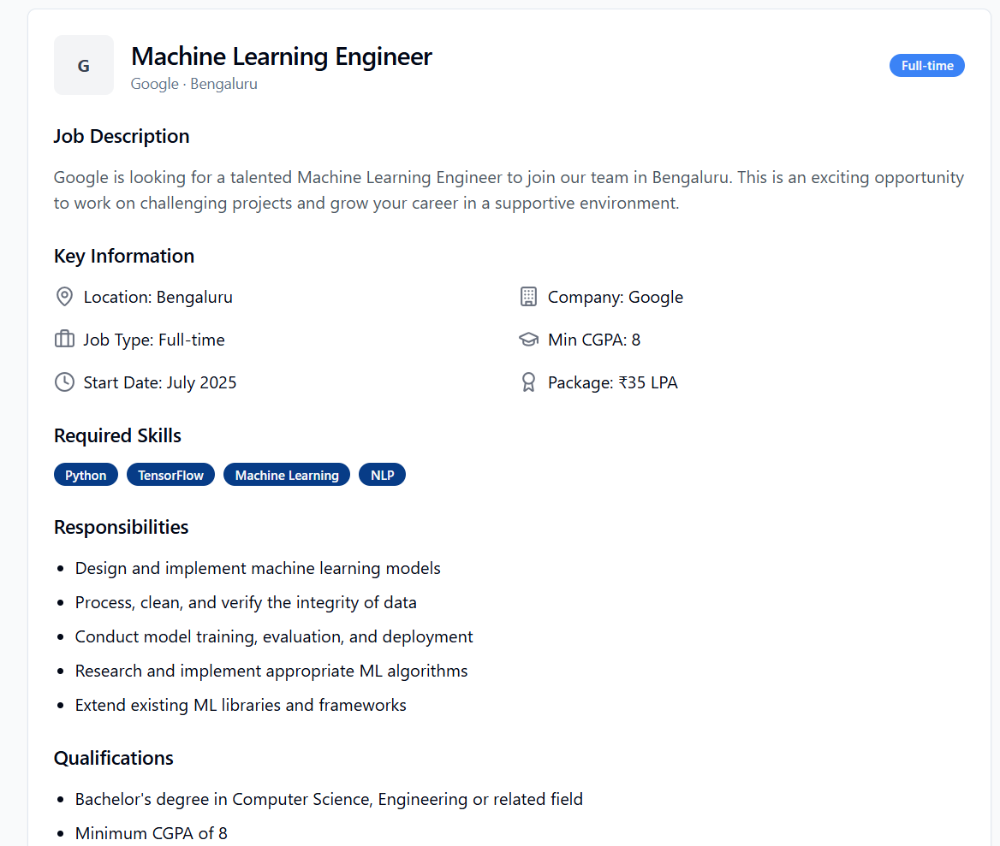 G
Machine Learning Engineer
Google · Bengaluru
Full-time
Job Description
Google is looking for a talented Machine Learning Engineer to join our team in Bengaluru. This is an exciting opportunity
to work on challenging projects and grow your career in a supportive environment.
Key Information
Location: Bengaluru
Company: Google
Job Type: Full-time
Min CGPA: 8
Start Date: July 2025
Package: ₹35 LPA
Required Skills
Python TensorFlow Machine Learning NLP
Responsibilities
• Design and implement machine learning models
• Process, clean, and verify the integrity of data
• Conduct model training, evaluation, and deployment
• Research and implement appropriate ML algorithms
• Extend existing ML libraries and frameworks
Qualifications
• Bachelor's degree in Computer Science, Engineering or related field
• Minimum CGPA of 8